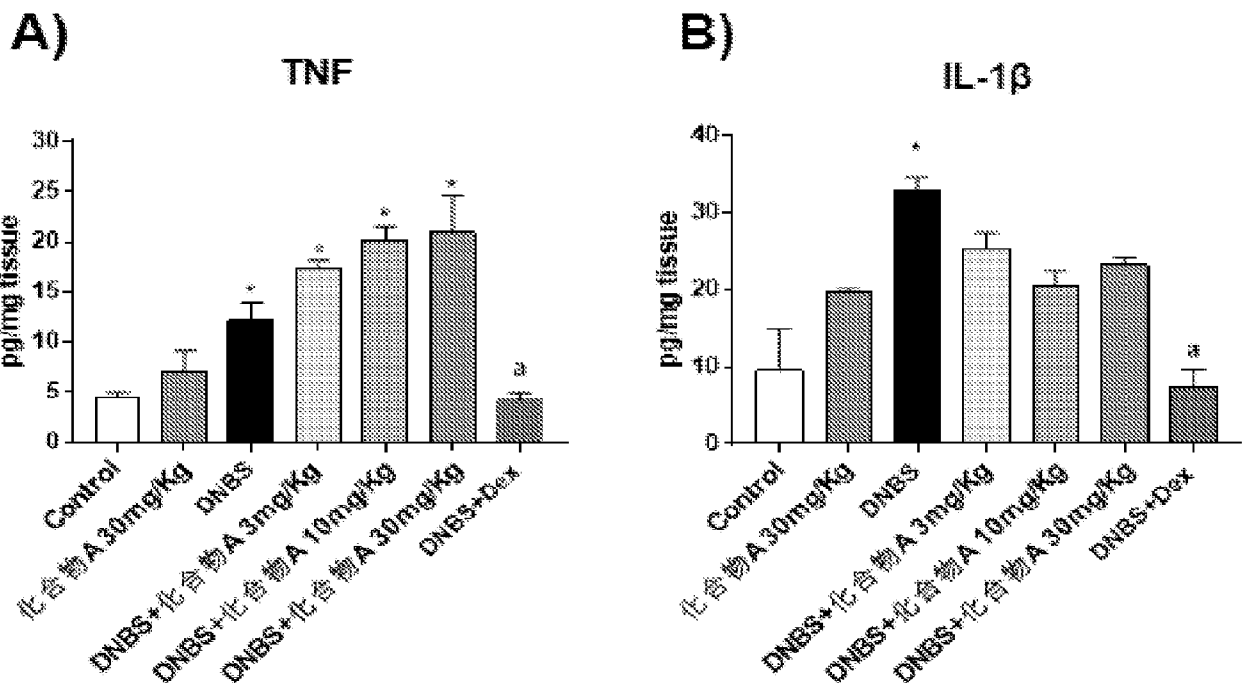 A)
TNF
pg/mg tissue
30
25
20
15
10
5
0
*
*
*
*
a
Control
化合物A 30mg/Kg
DNBS
DNBS+化合物A 3mg/Kg
DNBS+化合物A 10mg/Kg
DNBS+化合物A 30mg/Kg
DNBS+Dex
B)
IL-1β
pg/mg tissue
40
30
20
10
0
*
a
Control
化合物A 30mg/Kg
DNBS
DNBS+化合物A 3mg/Kg
DNBS+化合物A 10mg/Kg
DNBS+化合物A 30mg/Kg
DNBS+Dex